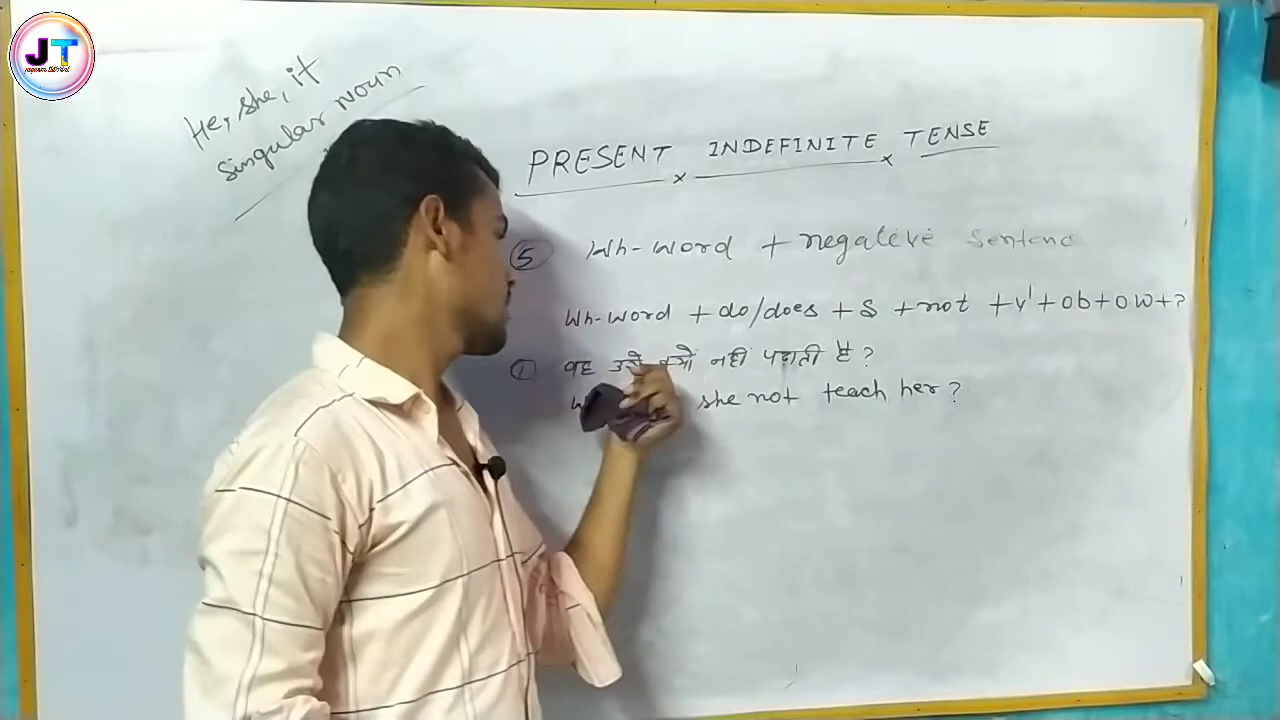 JT
He, she, it
singular noun
PRESENT INDEFINITE TENSE
5 Wh-word + negative sentence
Wh-word + do/does + S + not + v' + ob + ow + ?
1 वह उसे क्यों नहीं पढ़ाती है ?
she not teach her ?